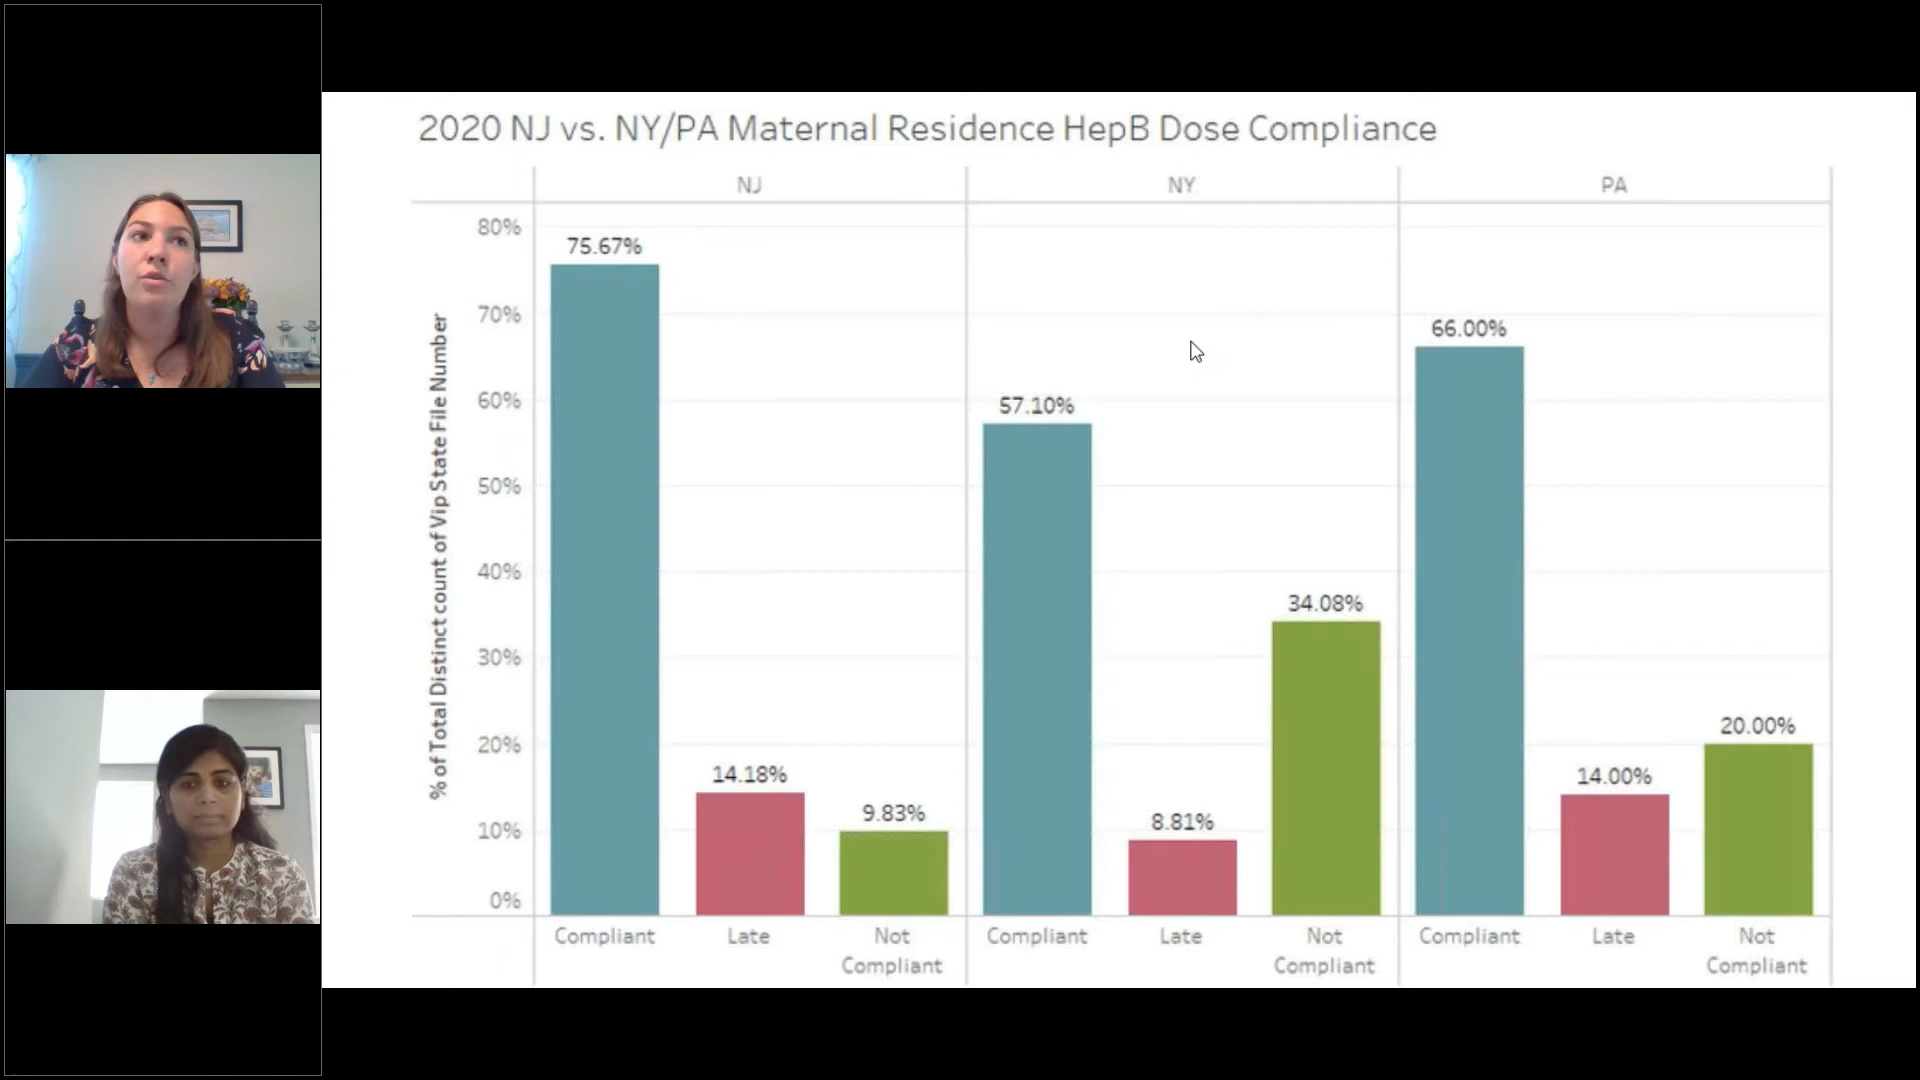 2020 NJ vs. NY/PA Maternal Residence HepB Dose Compliance
NJ
NY
PA
% of Total Distinct count of Vip State File Number
80%
70%
60%
50%
40%
30%
20%
10%
0%
75.67%
14.18%
9.83%
57.10%
8.81%
34.08%
66.00%
14.00%
20.00%
Compliant
Late
Not
Compliant
Compliant
Late
Not
Compliant
Compliant
Late
Not
Compliant